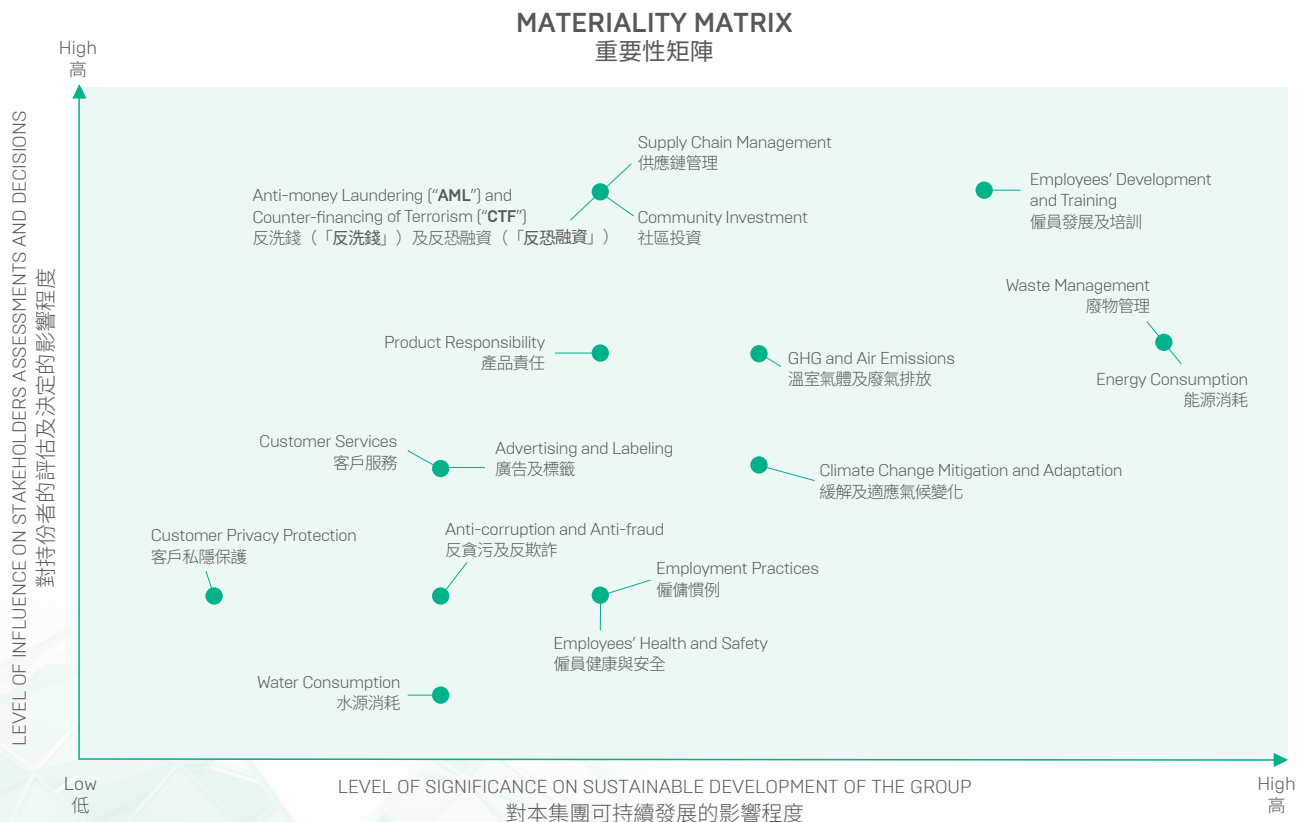 MATERIALITY MATRIX
重要性矩陣
High
高
LEVEL OF INFLUENCE ON STAKEHOLDERS ASSESSMENTS AND DECISIONS
對持份者的評估及決定的影響程度
Supply Chain Management
供應鏈管理
Anti-money Laundering (“AML”) and
Counter-financing of Terrorism (“CTF”)
反洗錢（「反洗錢」）及反恐融資（「反恐融資」）
Community Investment
社區投資
Employees’ Development
and Training
僱員發展及培訓
Waste Management
廢物管理
Energy Consumption
能源消耗
Product Responsibility
產品責任
GHG and Air Emissions
溫室氣體及廢氣排放
Customer Services
客戶服務
Advertising and Labeling
廣告及標籤
Climate Change Mitigation and Adaptation
緩解及適應氣候變化
Customer Privacy Protection
客戶私隱保護
Anti-corruption and Anti-fraud
反貪污及反欺詐
Employment Practices
僱傭慣例
Employees’ Health and Safety
僱員健康與安全
Water Consumption
水源消耗
Low
低
LEVEL OF SIGNIFICANCE ON SUSTAINABLE DEVELOPMENT OF THE GROUP
對本集團可持續發展的影響程度
High
高